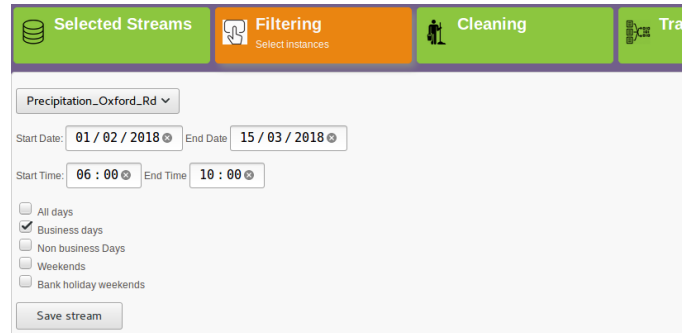 Selected Streams Filtering Cleaning Tra
Select instances
Precipitation_Oxford_Rd
Start Date: 01/02/2018 End Date 15/03/2018
Start Time: 06:00 End Time 10:00
All days
Business days
Non business Days
Weekends
Bank holiday weekends
Save stream